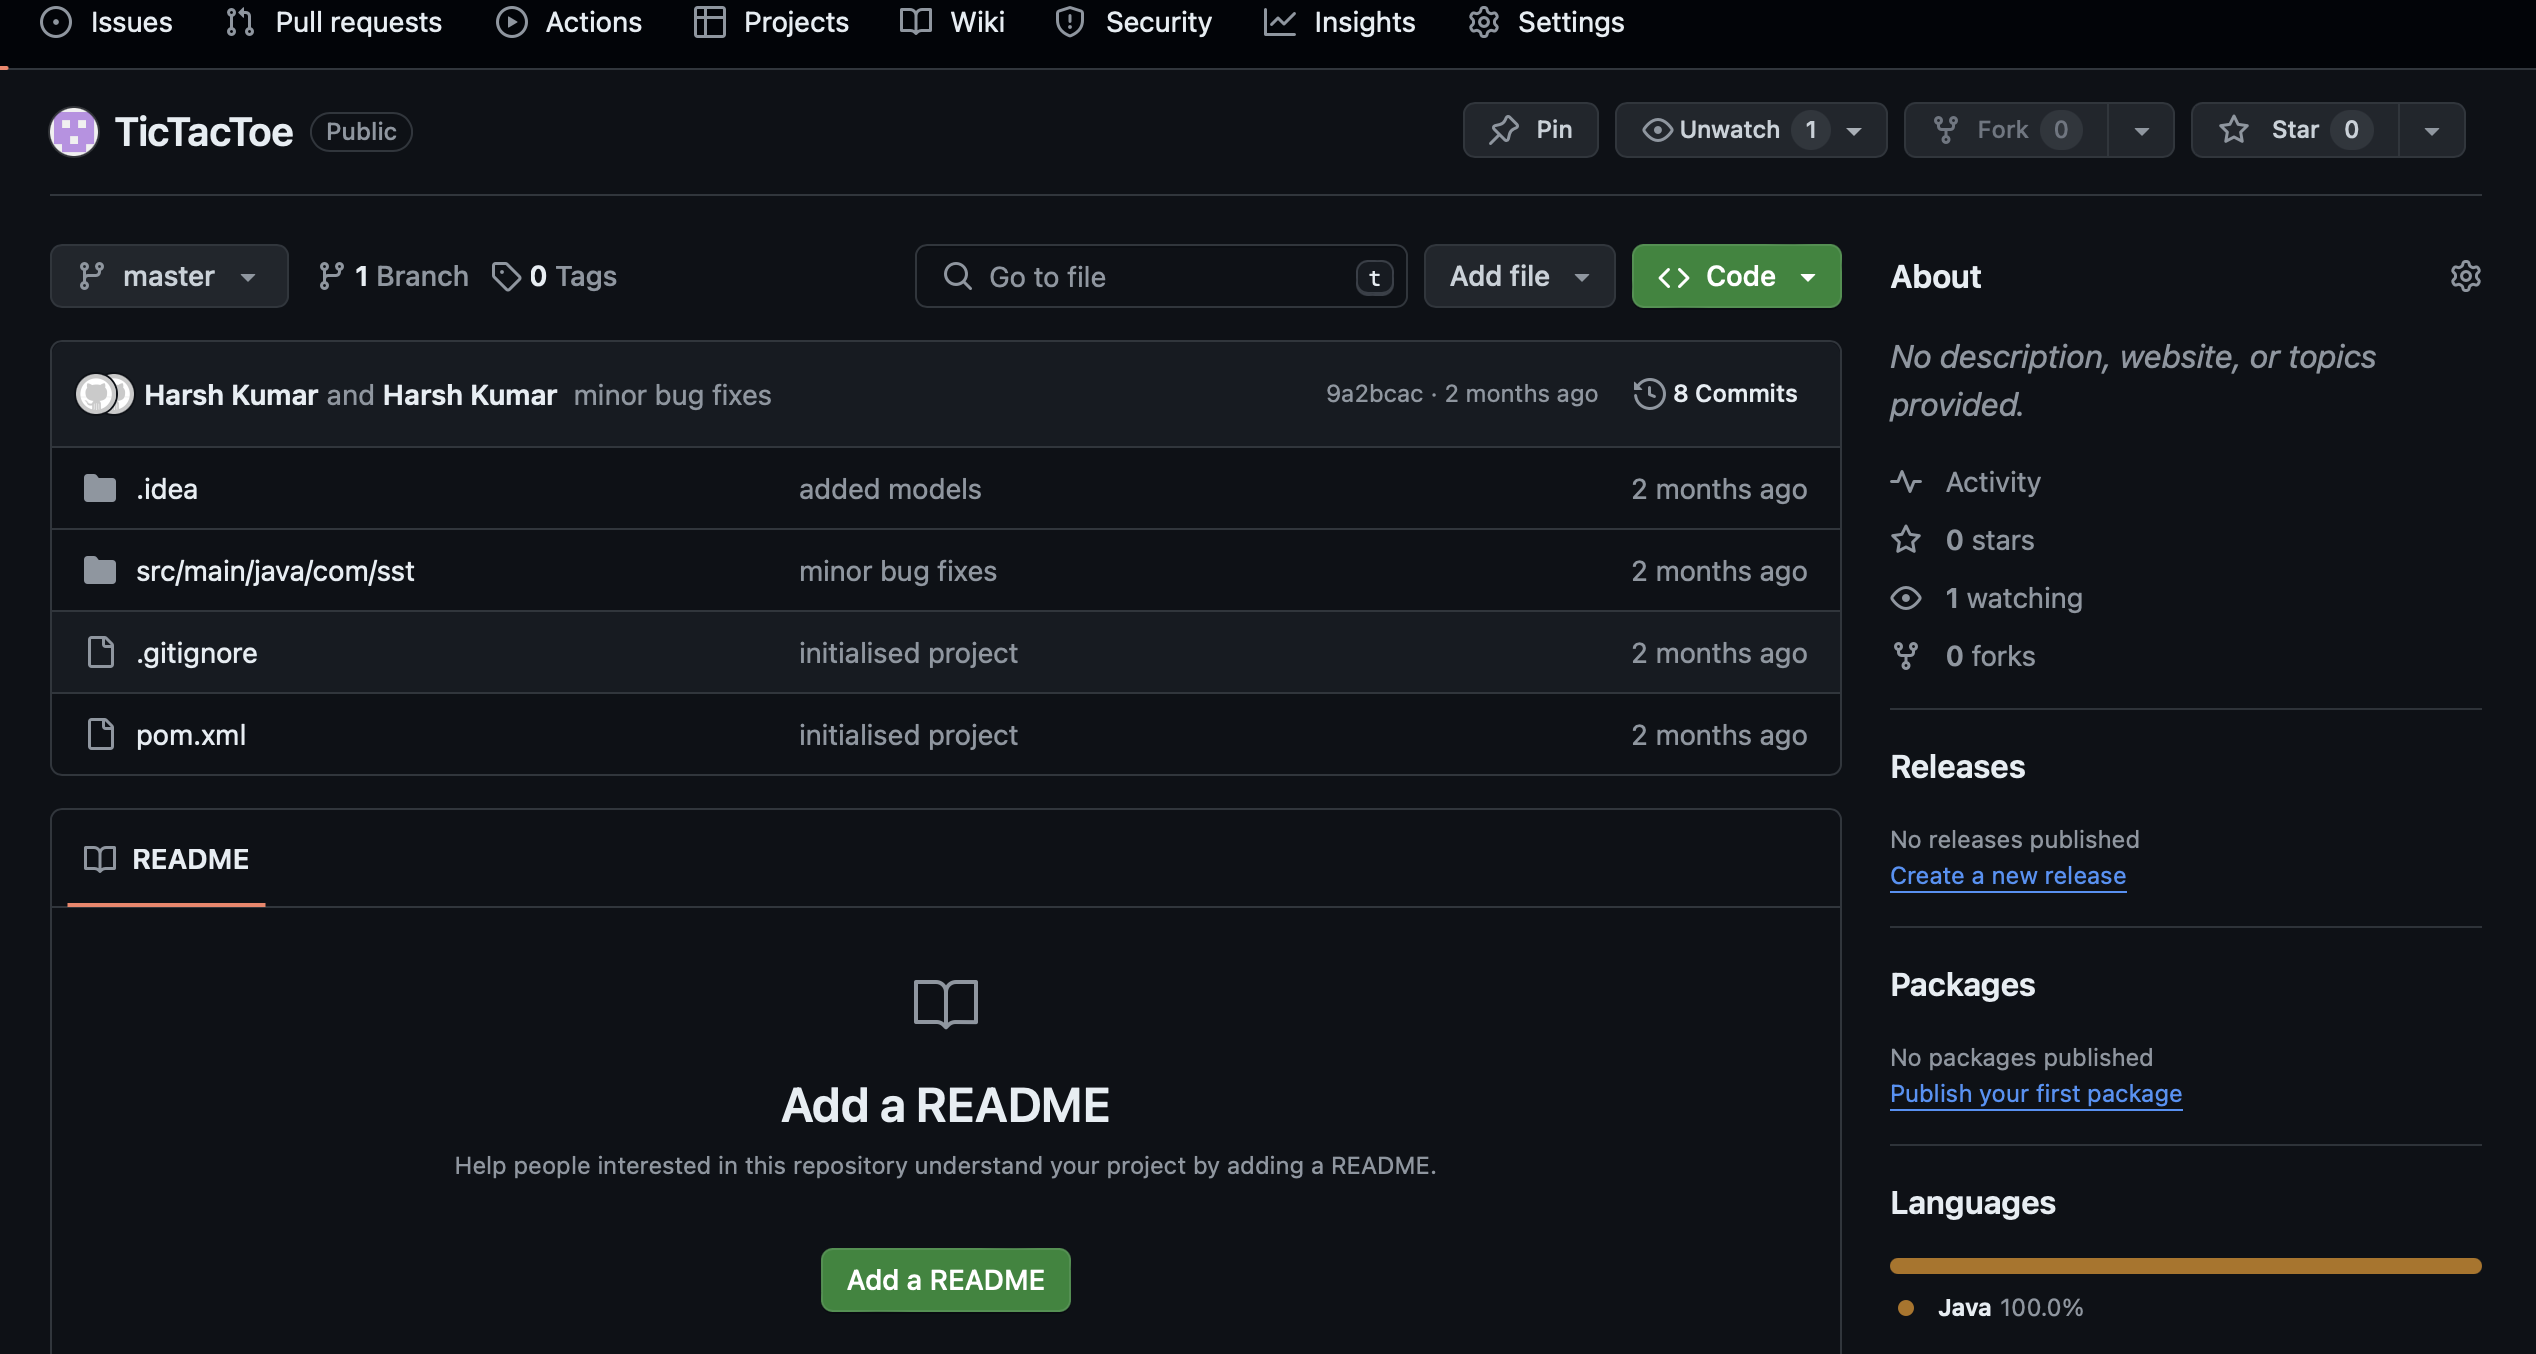 Issues Pull requests Actions Projects Wiki Security Insights Settings
TicTacToe Public Pin Unwatch 1 Fork 0 Star 0
master 1 Branch 0 Tags Go to file t Add file Code
Harsh Kumar and Harsh Kumar minor bug fixes 9a2bcac · 2 months ago 8 Commits
.idea added models 2 months ago
src/main/java/com/sst minor bug fixes 2 months ago
.gitignore initialised project 2 months ago
pom.xml initialised project 2 months ago
README
Add a README
Help people interested in this repository understand your project by adding a README.
Add a README
About
No description, website, or topics
provided.
Activity
0 stars
1 watching
0 forks
Releases
No releases published
Create a new release
Packages
No packages published
Publish your first package
Languages
Java 100.0%